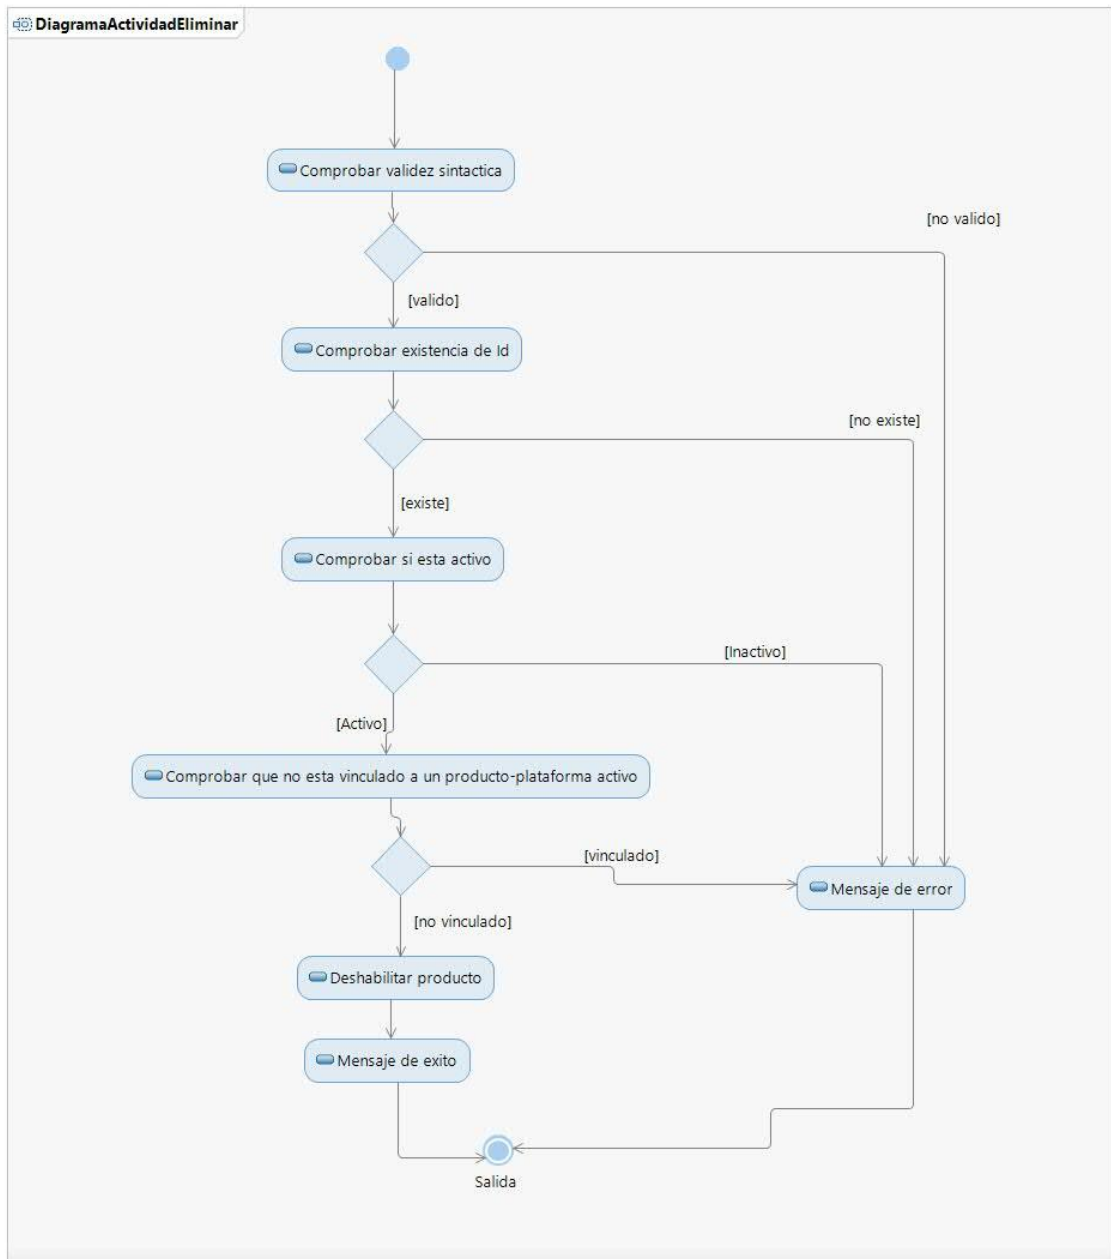 DiagramaActividadEliminar
Comprobar validez sintactica
[no valido]
[valido]
Comprobar existencia de Id
[no existe]
[existe]
Comprobar si esta activo
[Inactivo]
[Activo]
Comprobar que no esta vinculado a un producto-plataforma activo
[vinculado]
Mensaje de error
[no vinculado]
Deshabilitar producto
Mensaje de exito
Salida